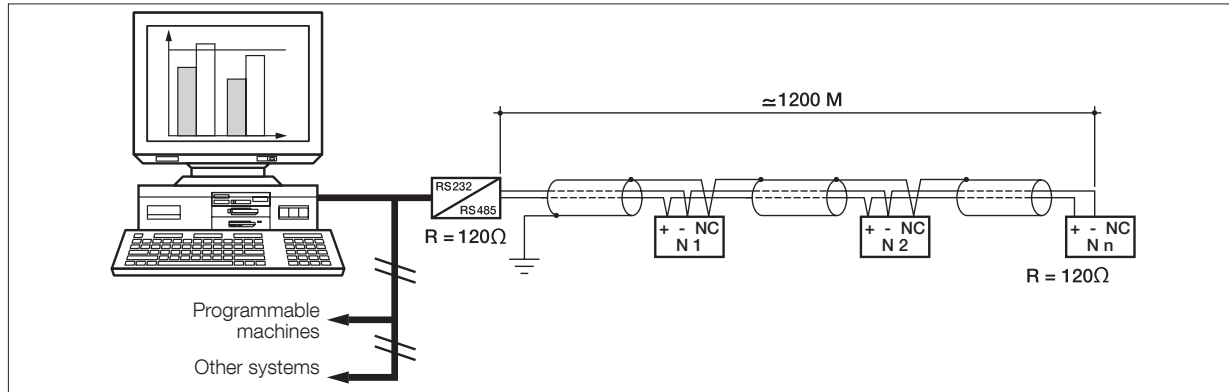 ≃1200 M
RS232
RS485
R = 120Ω
+ - NC
N 1
+ - NC
N 2
+ - NC
N n
R = 120Ω
Programmable
machines
Other systems